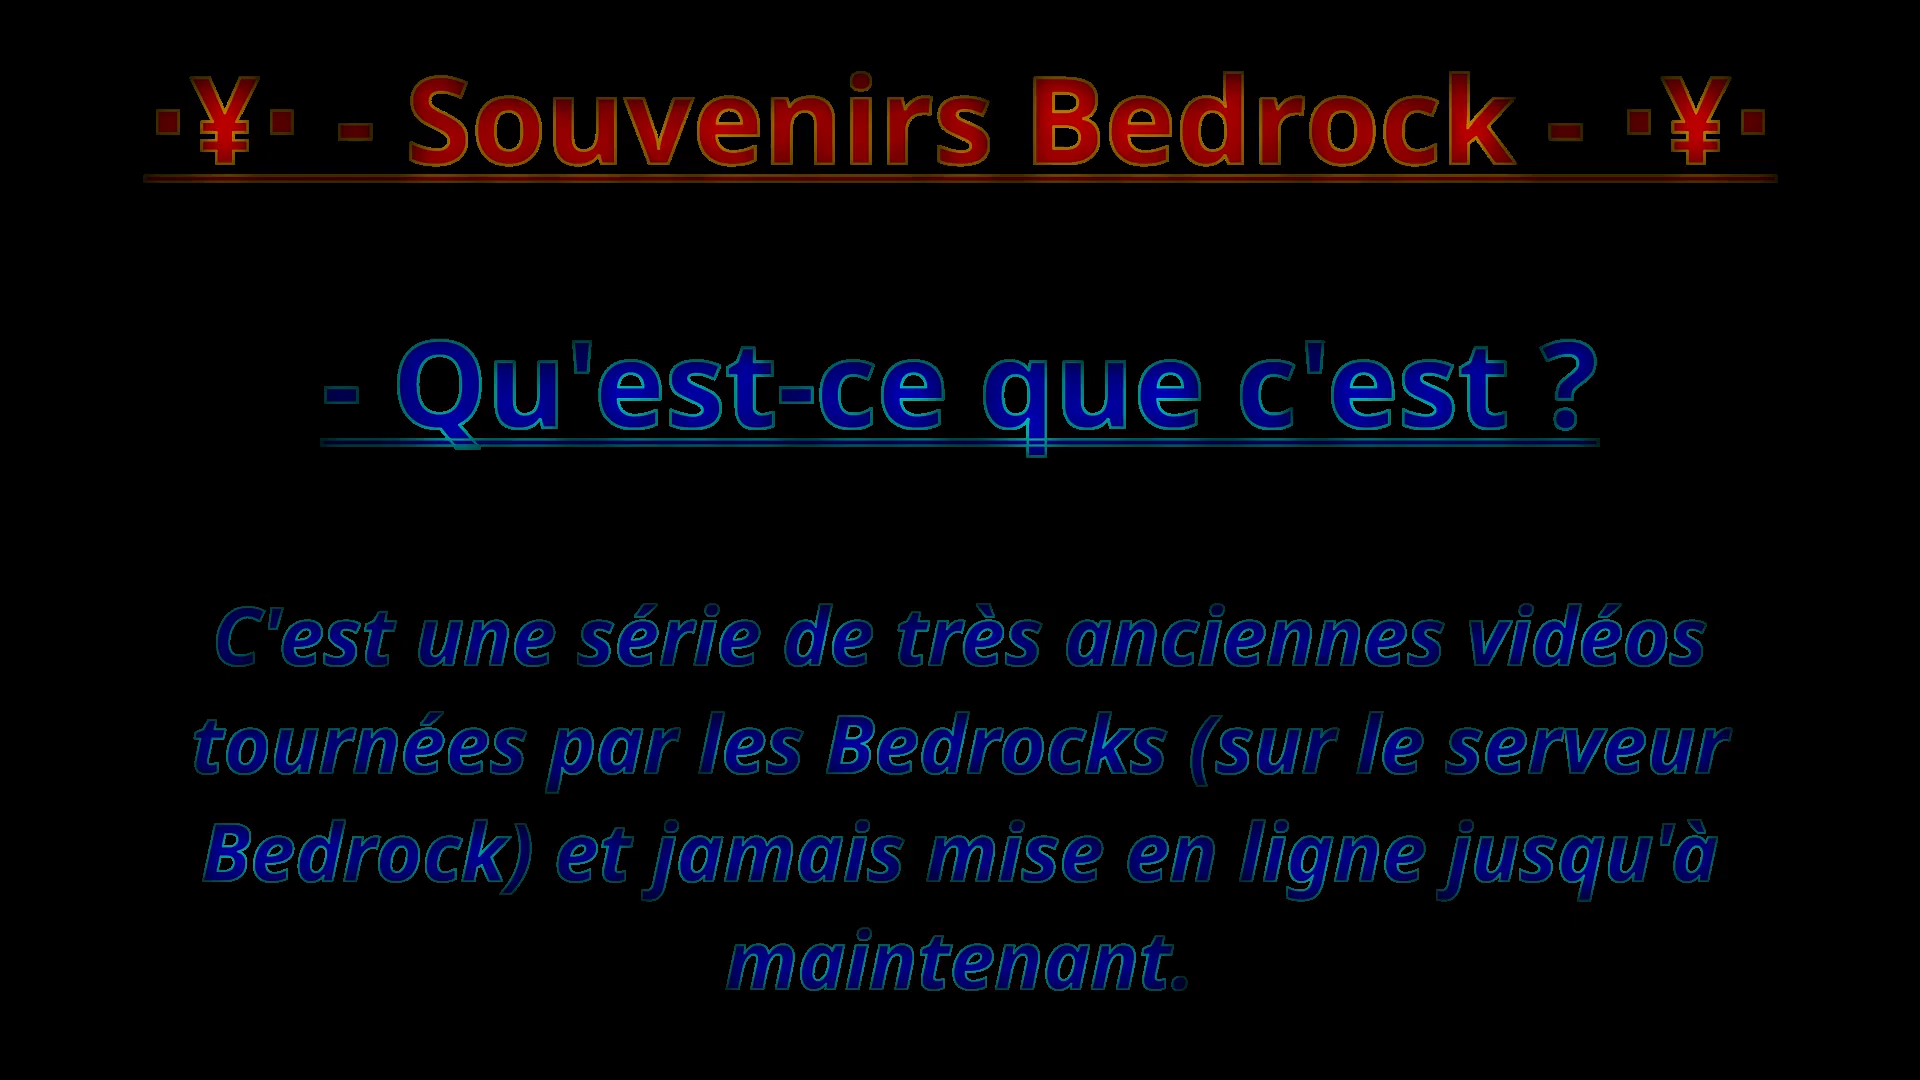 ·¥· - Souvenirs Bedrock - ·¥·
- Qu'est-ce que c'est ?
C'est une série de très anciennes vidéos
tournées par les Bedrocks (sur le serveur
Bedrock) et jamais mise en ligne jusqu'à
maintenant.